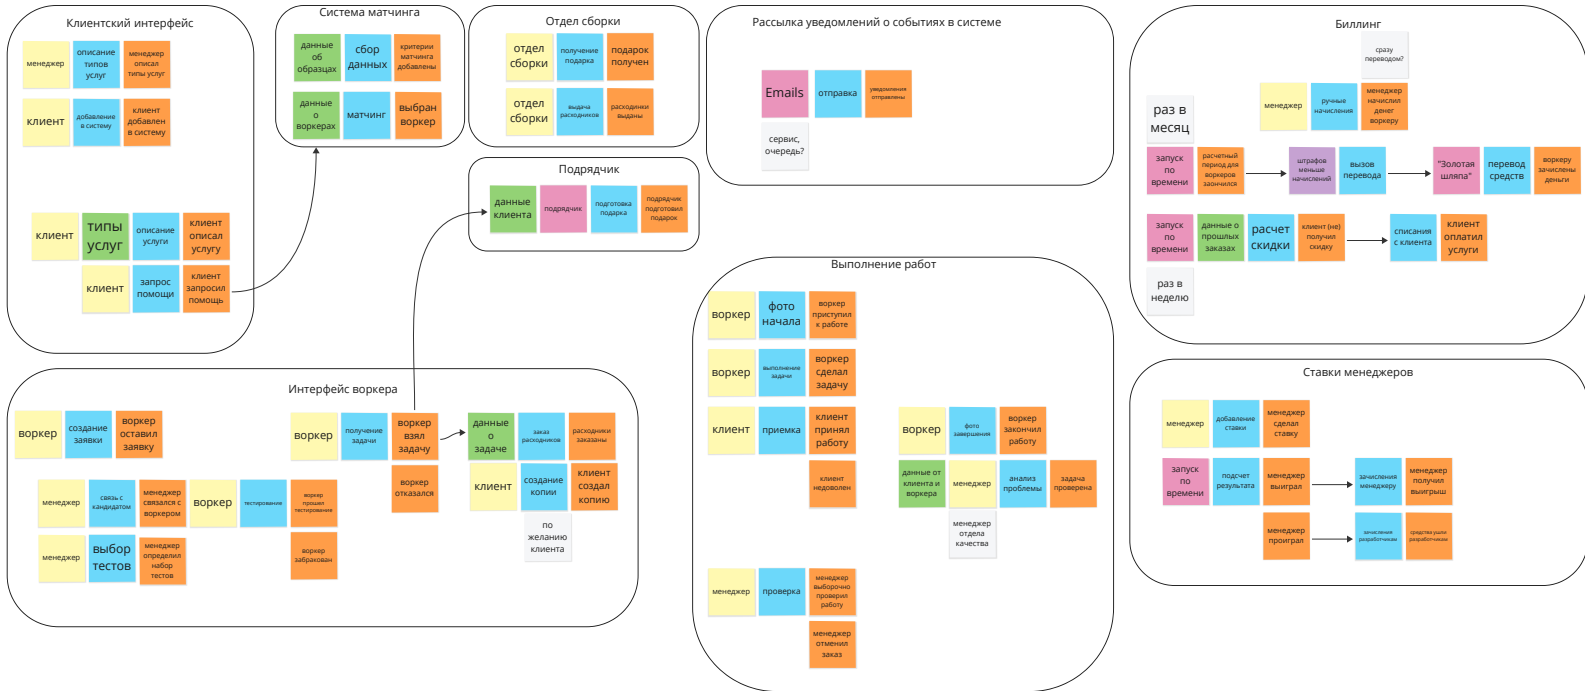 Клиентский интерфейс
менеджер
описание
типов
услуг
менеджер
описал
типы услуг
клиент
добавление
в систему
клиент
добавлен
в систему
клиент
типы
услуг
описание
услуги
клиент
описал
услугу
клиент
запрос
помощи
клиент
запросил
помощь
Система матчинга
данные
об
образцах
сбор
данных
критерии
матчинга
добавлены
данные
о
воркерах
матчинг
выбран
воркер
Отдел сборки
отдел
сборки
получение
подарка
подарок
получен
отдел
сборки
выдача
расходников
расходинки
выданы
Подрядчик
данные
клиента
подрядчик
подготовка
подарка
подрядчик
подготовил
подарок
Рассылка уведомлений о событиях в системе
Emails
отправка
уведомления
отправлены
сервис,
очередь?
Биллинг
сразу
переводом?
менеджер
ручные
начисления
менеджер
начислил
денег
воркеру
раз в
месяц
запуск
по
времени
расчетный
период для
воркеров
заончился
штрафов
меньше
начислений
вызов
перевода
"Золотая
шляпа"
перевод
средств
воркеру
зачислены
деньги
запуск
по
времени
данные о
прошлых
заказах
расчет
скидки
клиент (не)
получил
скидку
списания
с клиента
клиент
оплатил
услуги
раз в
неделю
Интерфейс воркера
воркер
создание
заявки
воркер
оставил
заявку
воркер
получение
задачи
воркер
взял
задачу
данные
о
задаче
заказ
расходников
расходники
заказаны
воркер
отказался
клиент
создание
копии
клиент
создал
копию
по
желанию
клиента
менеджер
связь с
кандидатом
менеджер
связался с
воркером
воркер
тестирование
воркер
прошел
тестирование
менеджер
выбор
тестов
менеджер
определил
набор
тестов
воркер
забракован
Выполнение работ
воркер
фото
начала
воркер
приступил
к работе
воркер
выполнение
задачи
воркер
сделал
задачу
клиент
приемка
клиент
принял
работу
клиент
недоволен
воркер
фото
завершения
воркер
закончил
работу
данные от
клиента и
воркера
менеджер
анализ
проблемы
задача
проверена
менеджер
отдела
качества
менеджер
проверка
менеджер
выборочно
проверил
работу
менеджер
отменил
заказ
Ставки менеджеров
менеджер
добавление
ставки
менеджер
сделал
ставку
запуск
по
времени
подсчет
результата
менеджер
выиграл
зачисления
менеджеру
менеджер
получил
выигрыш
менеджер
проиграл
зачисления
разработчикам
средства ушли
разработчикам